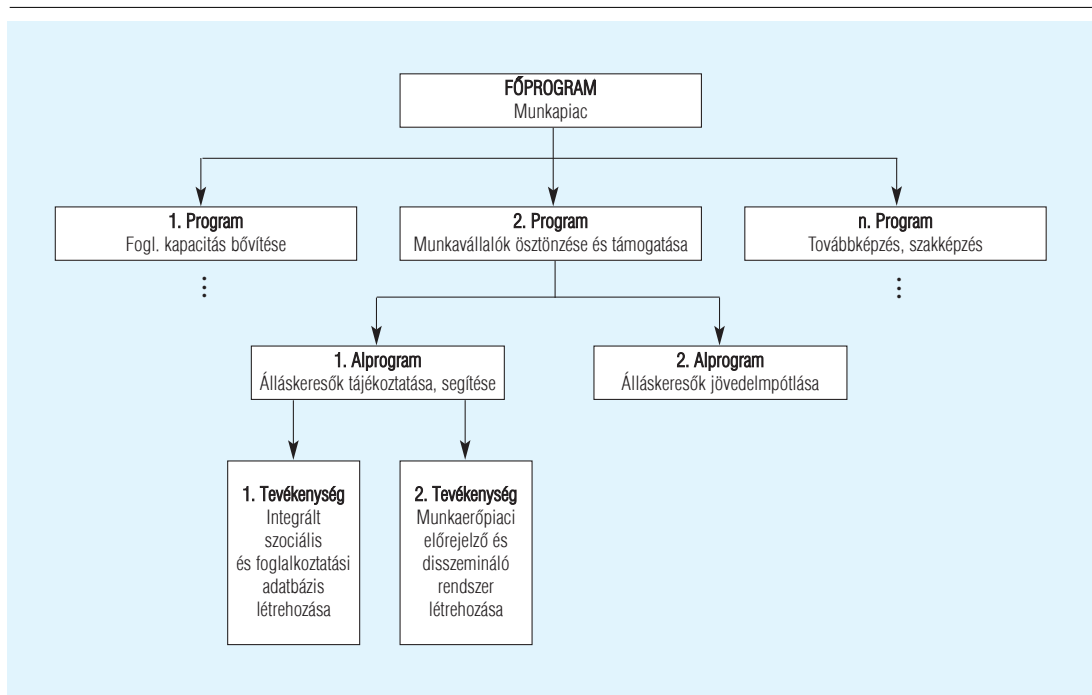 FŐPROGRAM
Munkapiac
1. Program
Fogl. kapacitás bővítése
2. Program
Munkavállalók ösztönzése és támogatása
n. Program
Továbbképzés, szakképzés
1. Alprogram
Álláskeresők tájékoztatása, segítése
2. Alprogram
Álláskeresők jövedelmpótlása
1. Tevékenység
Integrált
szociális
és foglalkoztatási
adatbázis
létrehozása
2. Tevékenység
Munkaerőpiaci
előrejelző és
disszemináló
rendszer
létrehozása